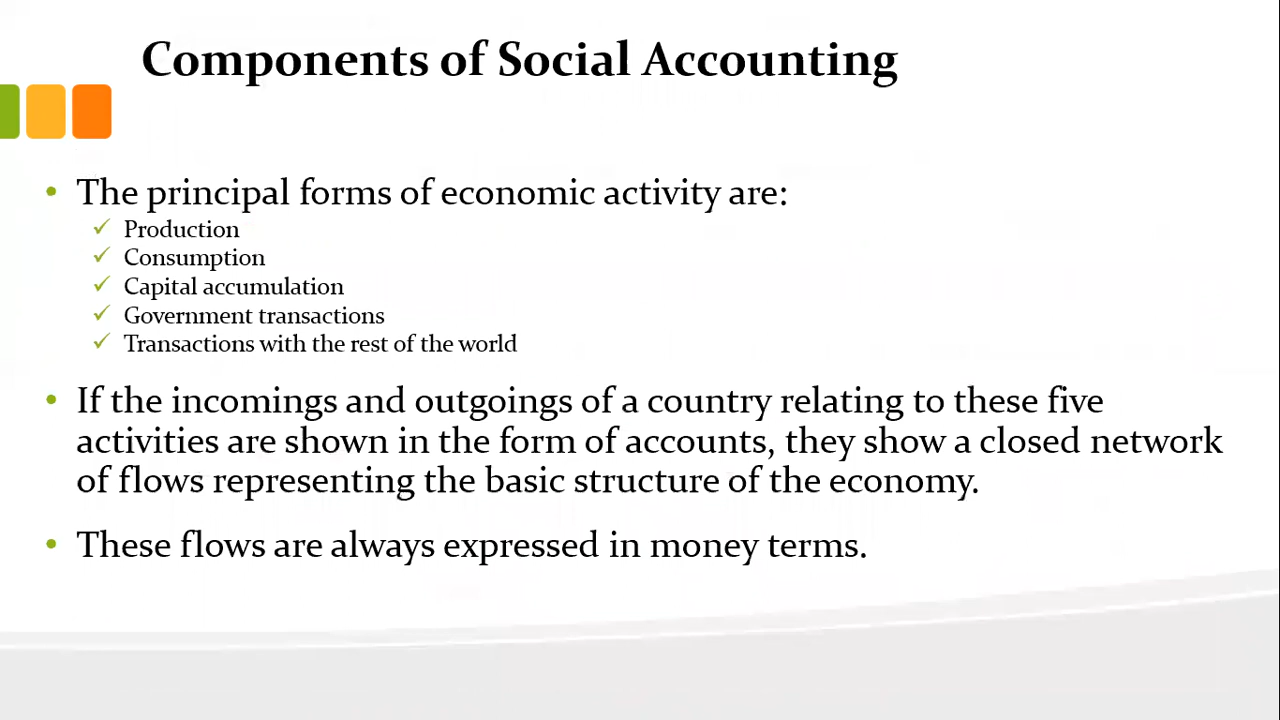 Components of Social Accounting
• The principal forms of economic activity are:
✓ Production
✓ Consumption
✓ Capital accumulation
✓ Government transactions
✓ Transactions with the rest of the world
• If the incomings and outgoings of a country relating to these five
activities are shown in the form of accounts, they show a closed network
of flows representing the basic structure of the economy.
• These flows are always expressed in money terms.